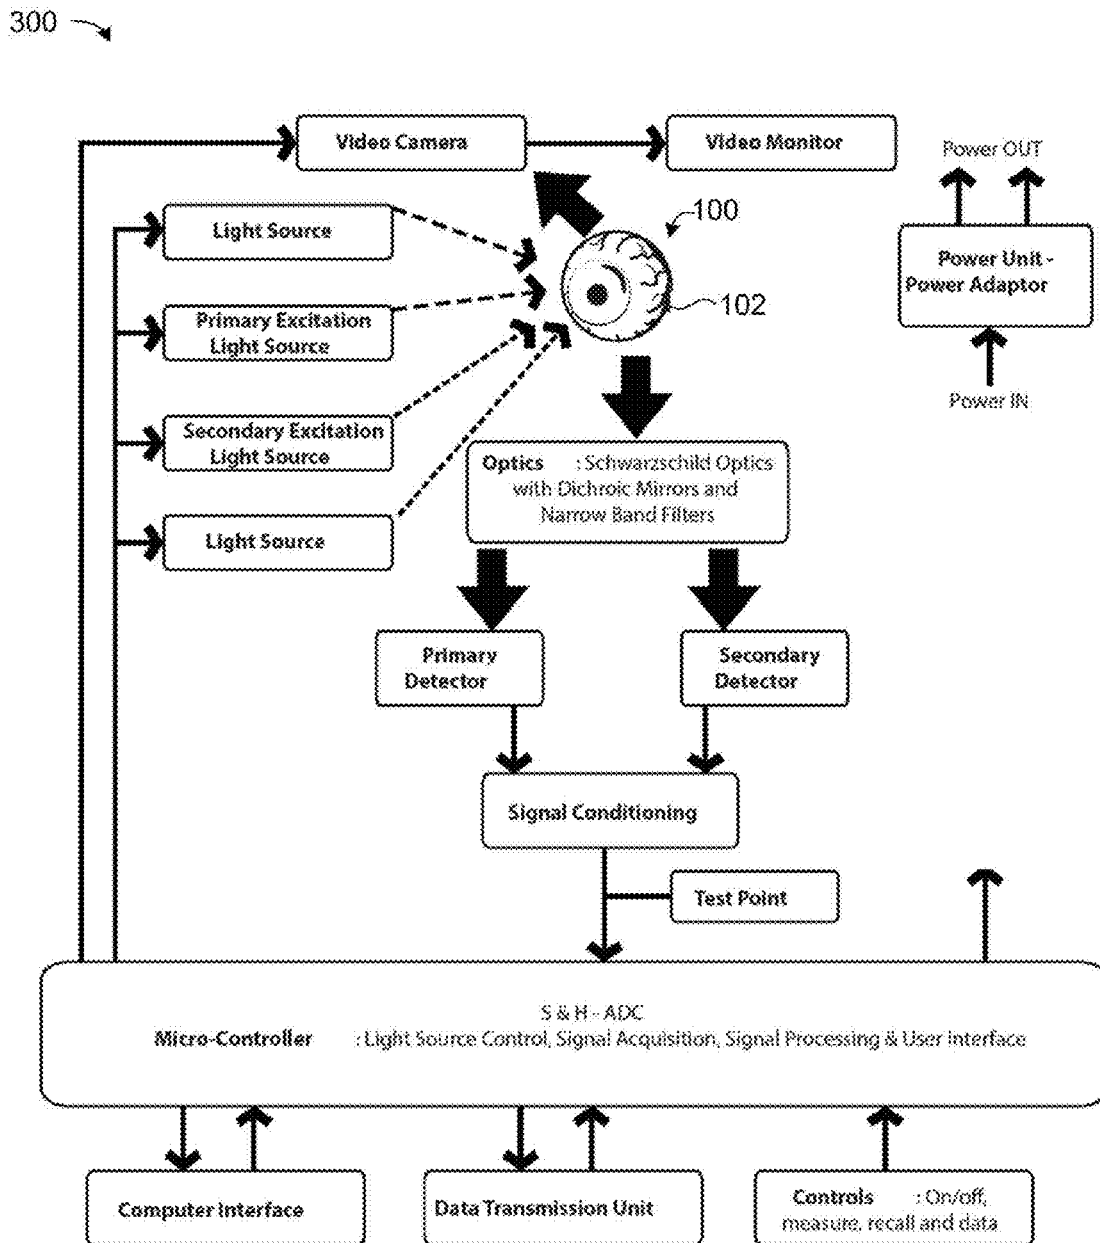 300
Video Camera
Video Monitor
Power OUT
Light Source
100
Power Unit -
Power Adaptor
102
Primary Excitation
Light Source
Power IN
Secondary Excitation
Light Source
Optics : Schwarzschild Optics
with Dichroic Mirrors and
Narrow Band Filters
Light Source
Primary
Detector
Secondary
Detector
Signal Conditioning
Test Point
S & H - ADC
Micro-Controller : Light Source Control, Signal Acquisition, Signal Processing & User Interface
Computer Interface
Data Transmission Unit
Controls : On/off,
measure, recall and data